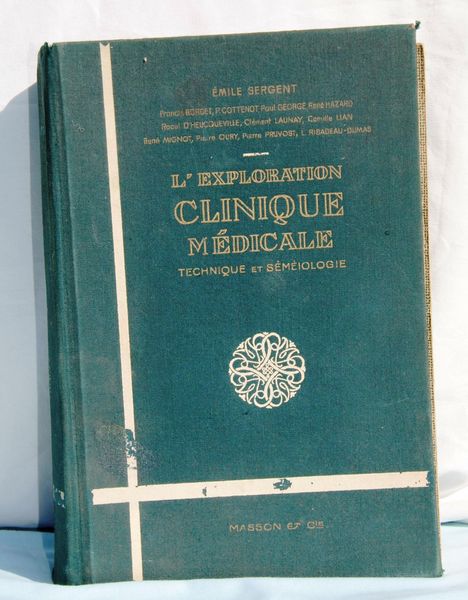 ÉMILE SERGENT
Francis BORDET, P. COTTENOT Paul GEORGE, René HAZARD
Raoul D'HEUCQUEVILLE, Clément LAUNAY, Camille LIAN
René MIGNOT, Pierre OURY, Pierre PRUVOST, L. RIBADEAU-DUMAS
L'EXPLORATION
CLINIQUE
MÉDICALE
TECHNIQUE ET SÉMÉIOLOGIE
MASSON ET CIE